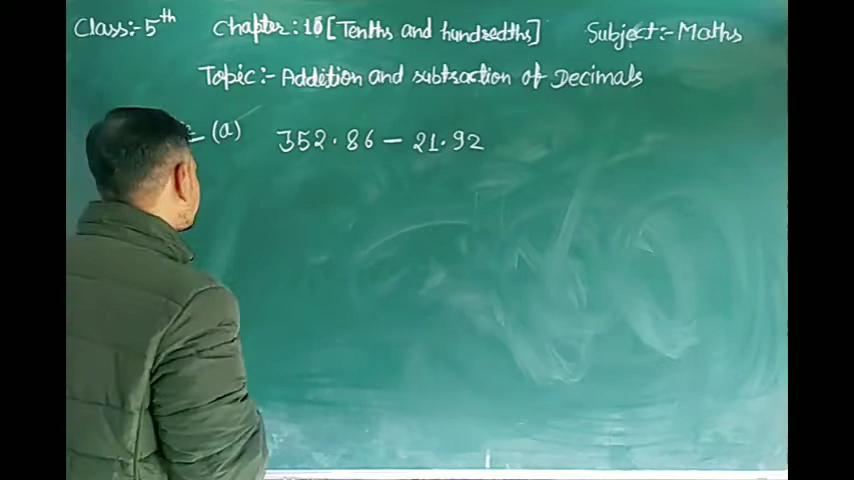 Class:- 5th Chapter: 10 [Tenths and hundredths] Subject:- Maths
Topic:- Addition and subtraction of Decimals
(a) 352.86 - 21.92